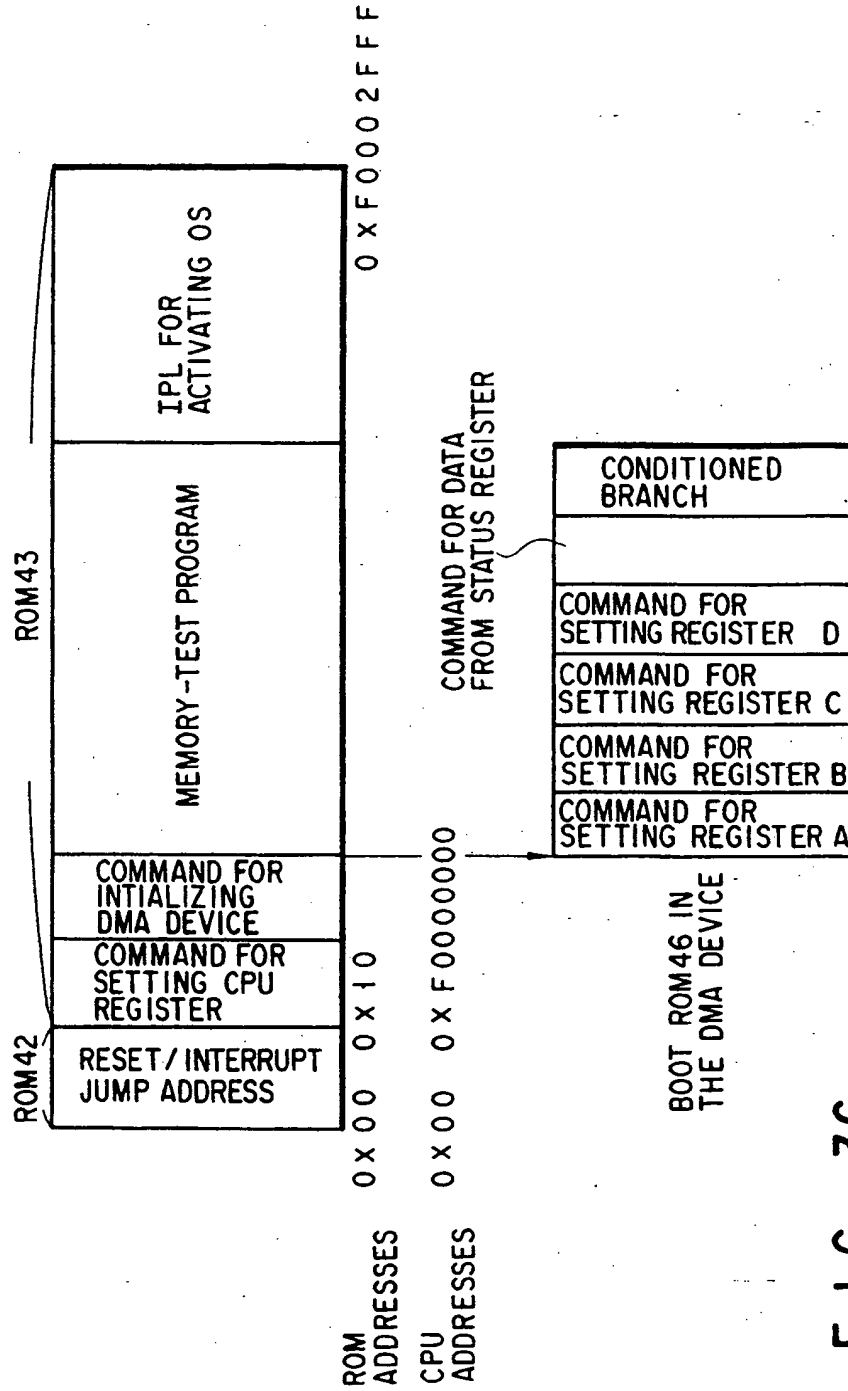 ROM42
ROM43
RESET/INTERRUPT
JUMP ADDRESS
COMMAND FOR
SETTING CPU
REGISTER
COMMAND FOR
INTIALIZING
DMA DEVICE
MEMORY-TEST PROGRAM
IPL FOR
ACTIVATING OS
ROM
ADDRESSES
0X00
0X10
0XF0002FFF
CPU
ADDRESSES
0X00
0XF0000000
COMMAND FOR DATA
FROM STATUS REGISTER
BOOT ROM46 IN
THE DMA DEVICE
COMMAND FOR
SETTING REGISTER A
COMMAND FOR
SETTING REGISTER B
COMMAND FOR
SETTING REGISTER C
COMMAND FOR
SETTING REGISTER D
CONDITIONED
BRANCH